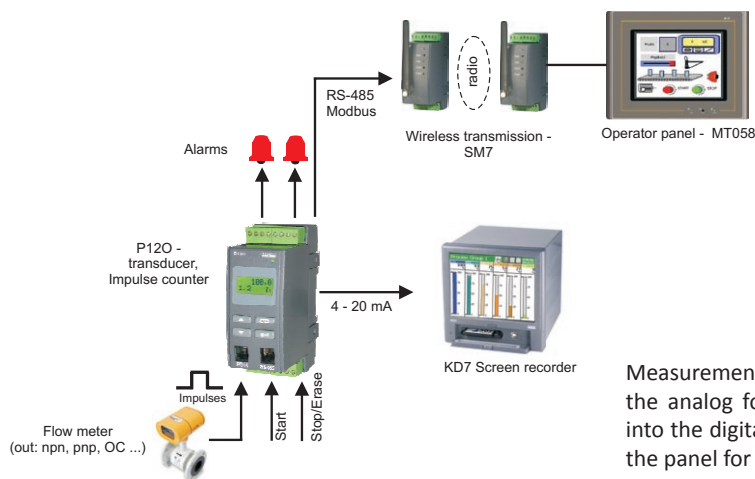 RS-485
Modbus
radio
Wireless transmission -
SM7
Operator panel - MT058
Alarms
P12O -
transducer,
Impulse counter
100.0
4 - 20 mA
KD7 Screen recorder
Impulses
Start
Stop/Erase
Flow meter
(out: npn, pnp, OC ...)
Measurement
the analog fo
into the digita
the panel for